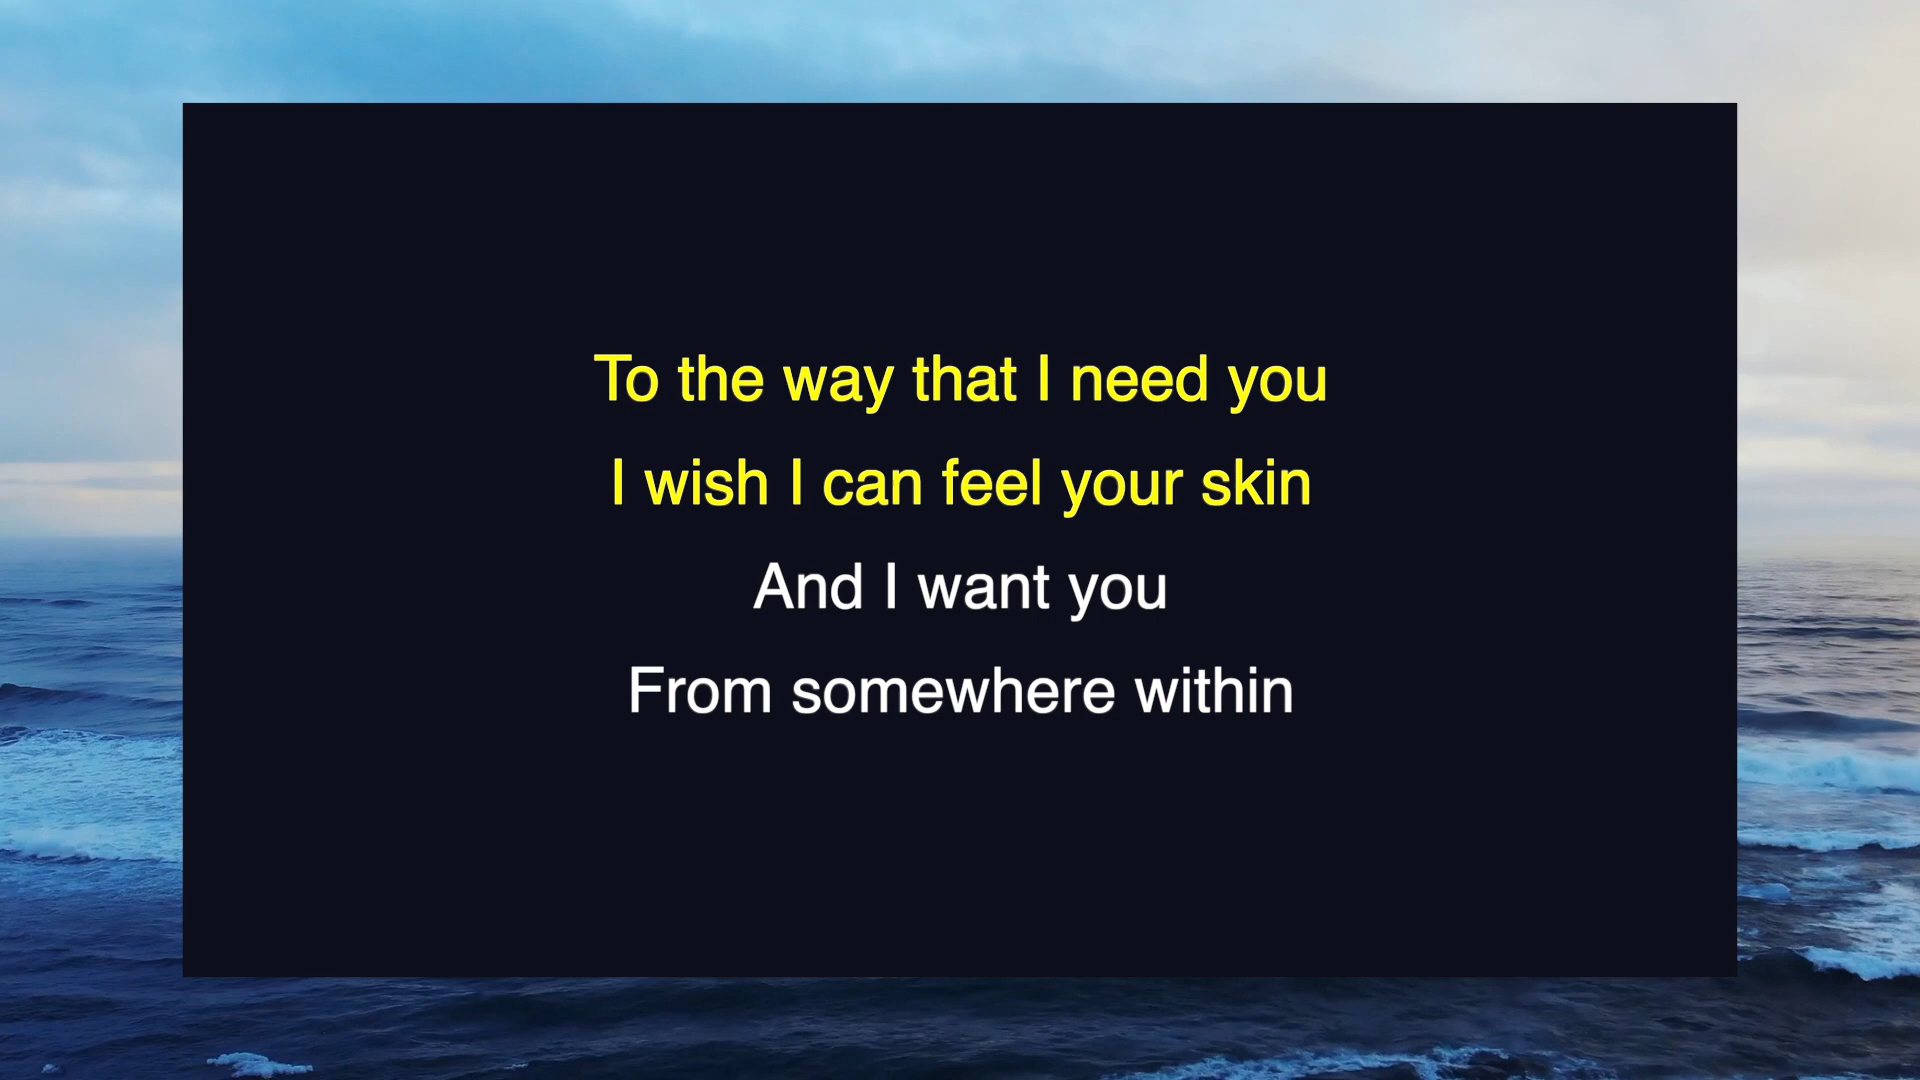 To the way that I need you
I wish I can feel your skin
And I want you
From somewhere within